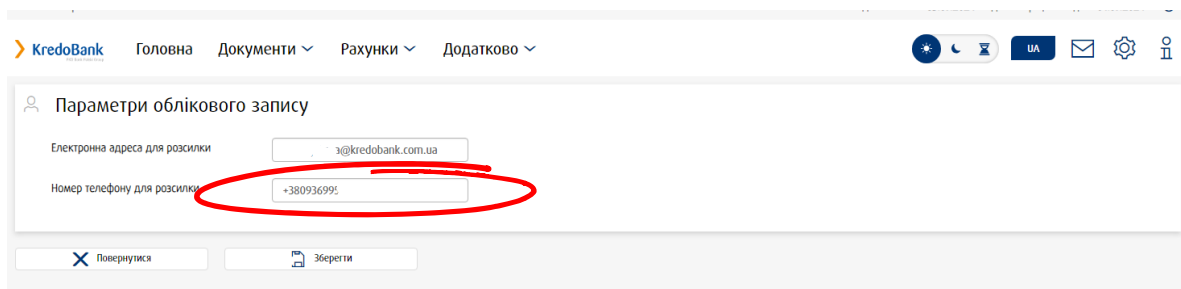 KredoBank Головна Документи Рахунки Додатково UA
Параметри облікового запису
Електронна адреса для розсилки
@kredobank.com.ua
Номер телефону для розсилки
+380936999
Повернутися Зберегти